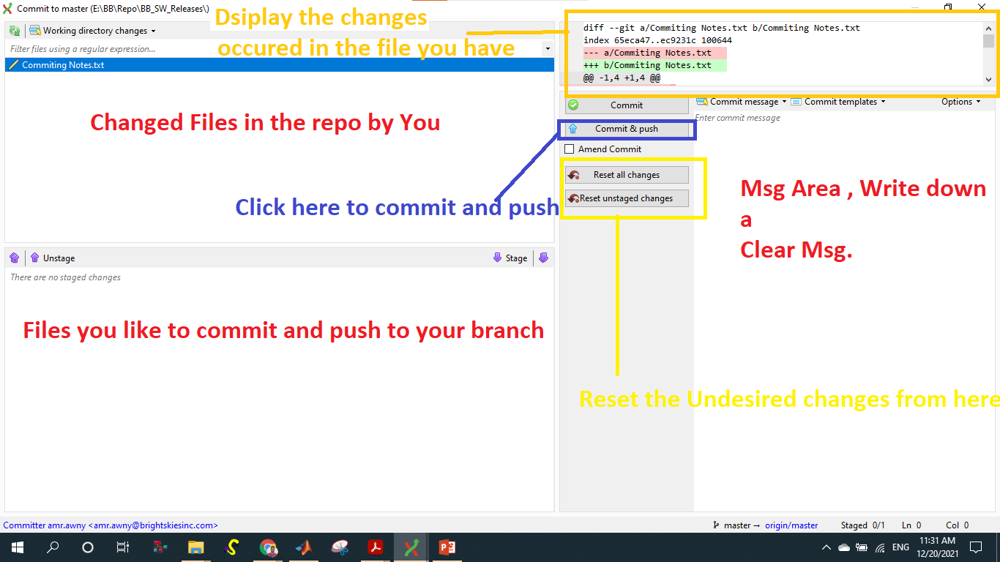 Commit to master (E:\BB\Repo\BB_SW_Releases\)
Dsiplay the changes
occured in the file you have
Working directory changes
Filter files using a regular expression...
Commiting Notes.txt
Changed Files in the repo by You
Click here to commit and push
diff --git a/Commiting Notes.txt b/Commiting Notes.txt
index 65eca47..ec9231c 100644
--- a/Commiting Notes.txt
+++ b/Commiting Notes.txt
@@ -1,4 +1,4 @@
Commit
Commit & push
Amend Commit
Reset all changes
Reset unstaged changes
Commit message
Commit templates
Options
Enter commit message
Msg Area , Write down
a
Clear Msg.
Unstage
Stage
There are no staged changes
Files you like to commit and push to your branch
Reset the Undesired changes from here
Committer amr.awny <amr.awny@brightskiesinc.com>
master → origin/master
Staged 0/1
Ln 0
Col 0
ENG
11:31 AM
12/20/2021